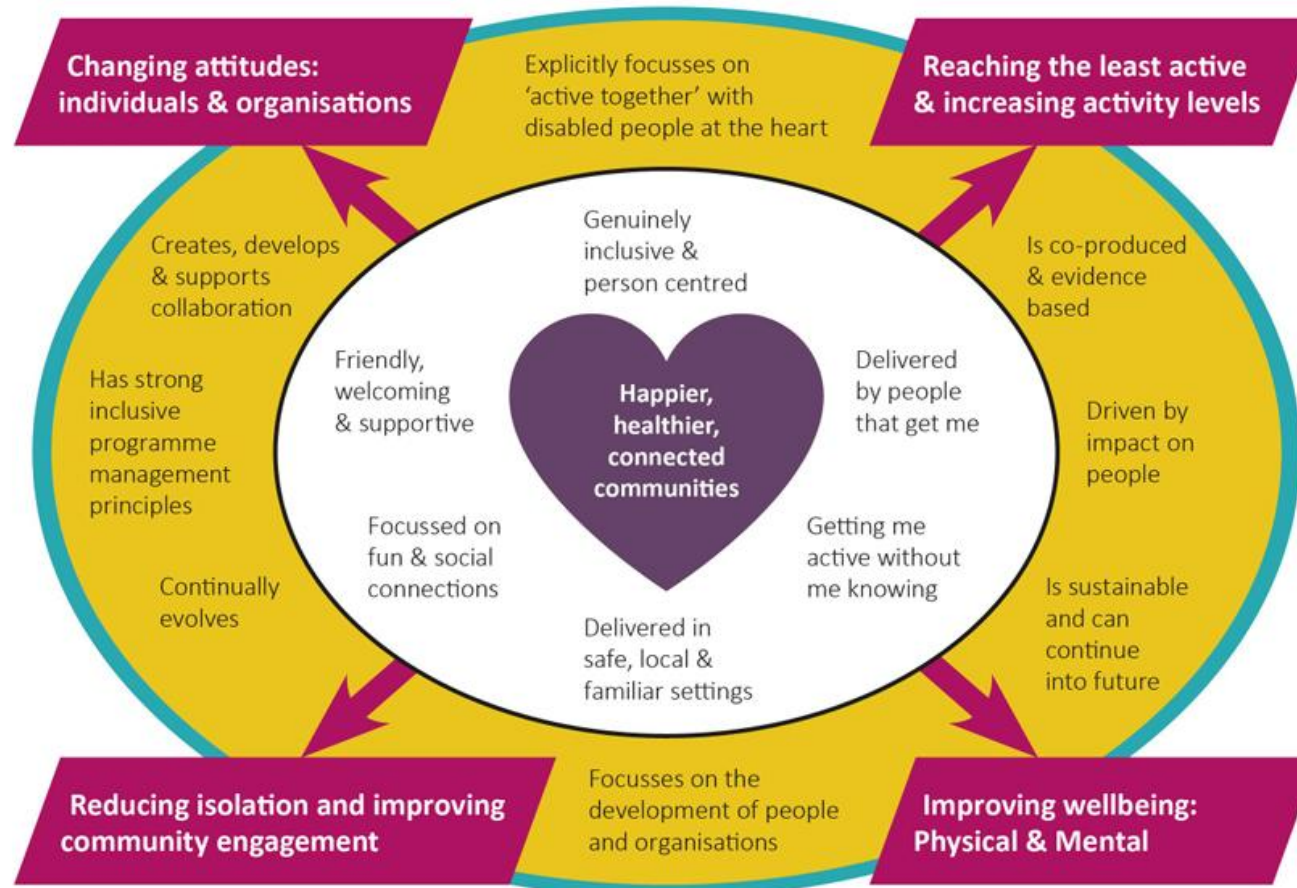 Changing attitudes:
individuals & organisations
Explicitly focusses on
‘active together’ with
disabled people at the heart
Reaching the least active
& increasing activity levels
Creates, develops
& supports
collaboration
Genuinely
inclusive &
person centred
Is co-produced
& evidence
based
Has strong
inclusive
programme
management
principles
Friendly,
welcoming
& supportive
Happier,
healthier,
connected
communities
Delivered
by people
that get me
Driven by
impact on
people
Continually
evolves
Focussed on
fun & social
connections
Getting me
active without
me knowing
Is sustainable
and can
continue
into future
Delivered in
safe, local &
familiar settings
Reducing isolation and improving
community engagement
Focusses on the
development of people
and organisations
Improving wellbeing:
Physical & Mental